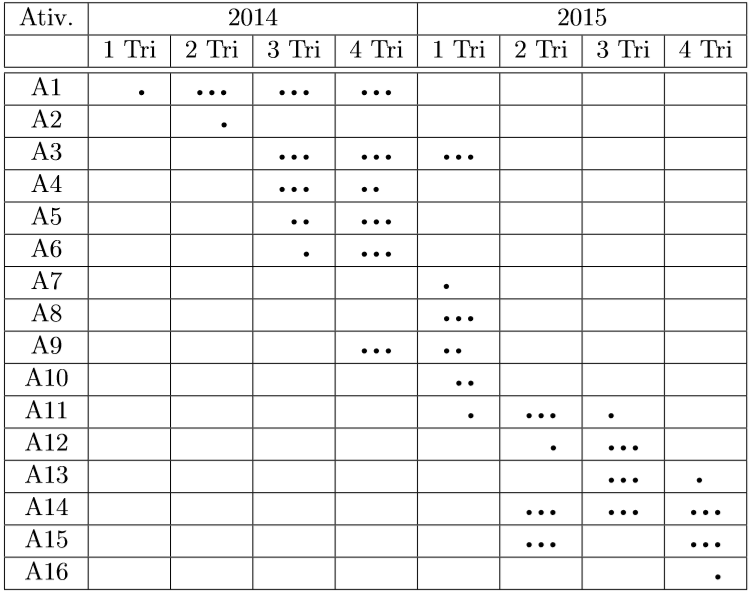 Ativ. 2014 2015
1 Tri 2 Tri 3 Tri 4 Tri 1 Tri 2 Tri 3 Tri 4 Tri
A1 . ... ... ...
A2 .
A3 ... ... ...
A4 ... ..
A5 .. ...
A6 . ...
A7 .
A8 ...
A9 ... ..
A10 ..
A11 . ... .
A12 . ...
A13 ... .
A14 ... ... ...
A15 ... ...
A16 .